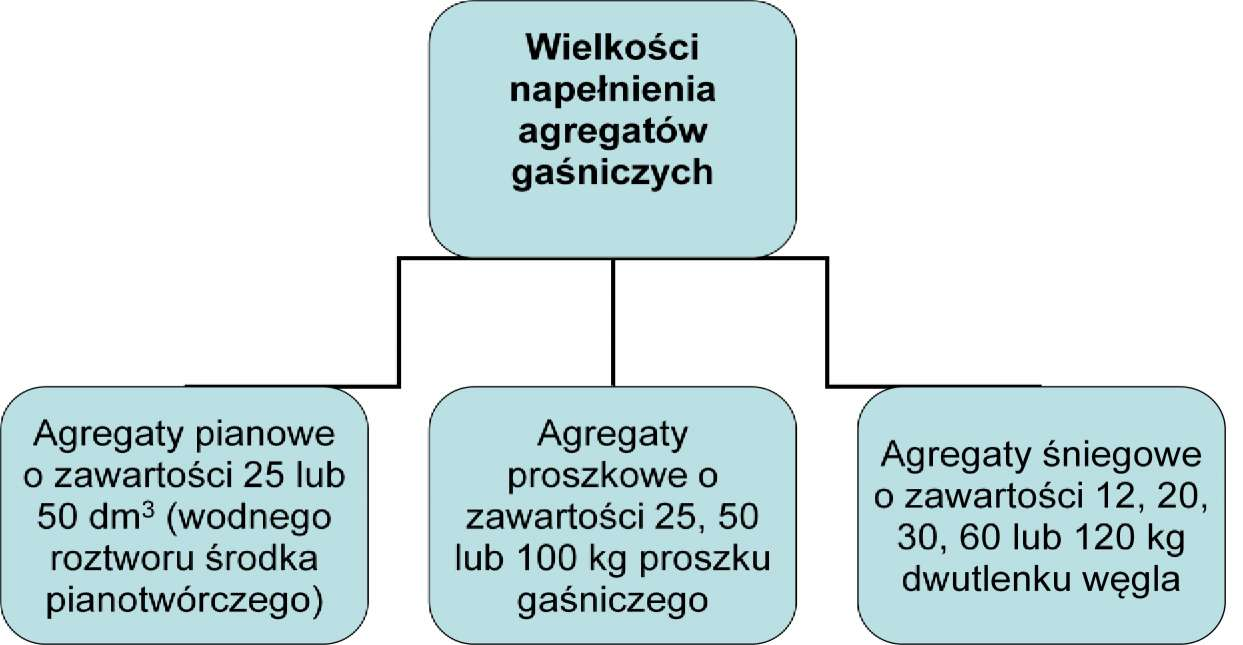 Wielkości
napełnienia
agregatów
gaśniczych
Agregaty pianowe
o zawartości 25 lub
50 dm³ (wodnego
roztworu środka
pianotwórczego)
Agregaty
proszkowe o
zawartości 25, 50
lub 100 kg proszku
gaśniczego
Agregaty śniegowe
o zawartości 12, 20,
30, 60 lub 120 kg
dwutlenku węgla